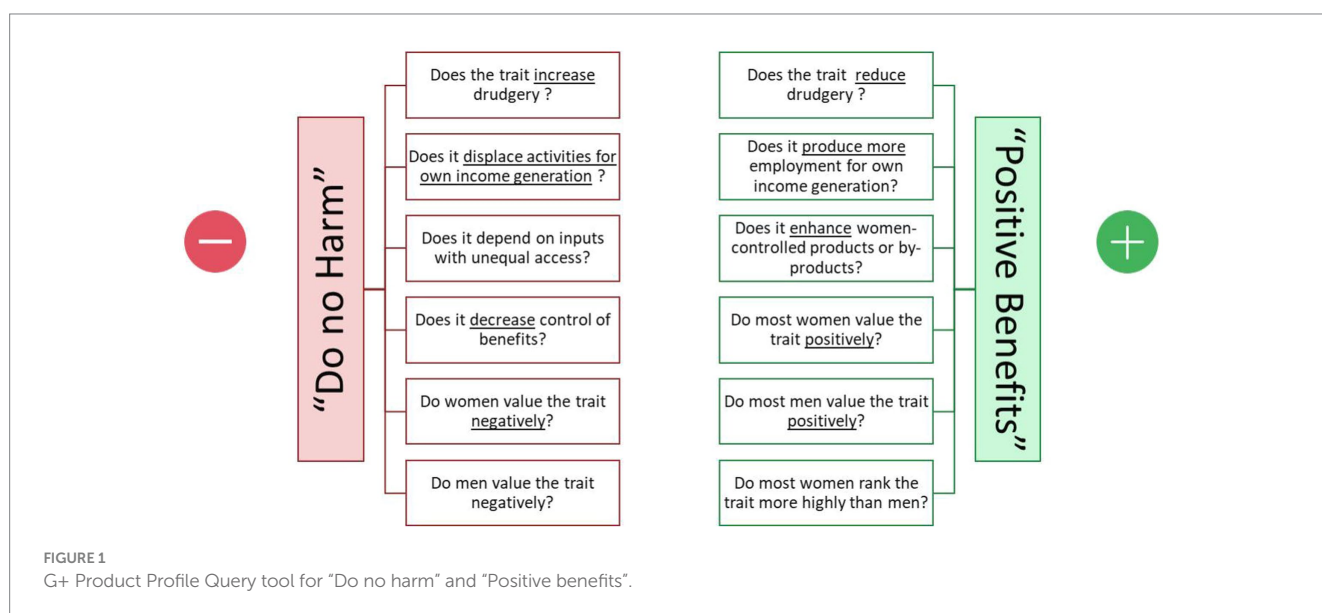 "Do no Harm"
Does the trait increase
drudgery ?
Does it displace activities for
own income generation ?
Does it depend on inputs
with unequal access?
Does it decrease control of
benefits?
Do women value the trait
negatively?
Do men value the trait
negatively?
Does the trait reduce
drudgery ?
Does it produce more
employment for own
income generation?
Does it enhance women-
controlled products or by-
products?
Do most women value the
trait positively?
Do most men value the trait
positively?
Do most women rank the
trait more highly than men?
"Positive Benefits"
FIGURE 1
G+ Product Profile Query tool for "Do no harm" and "Positive benefits".